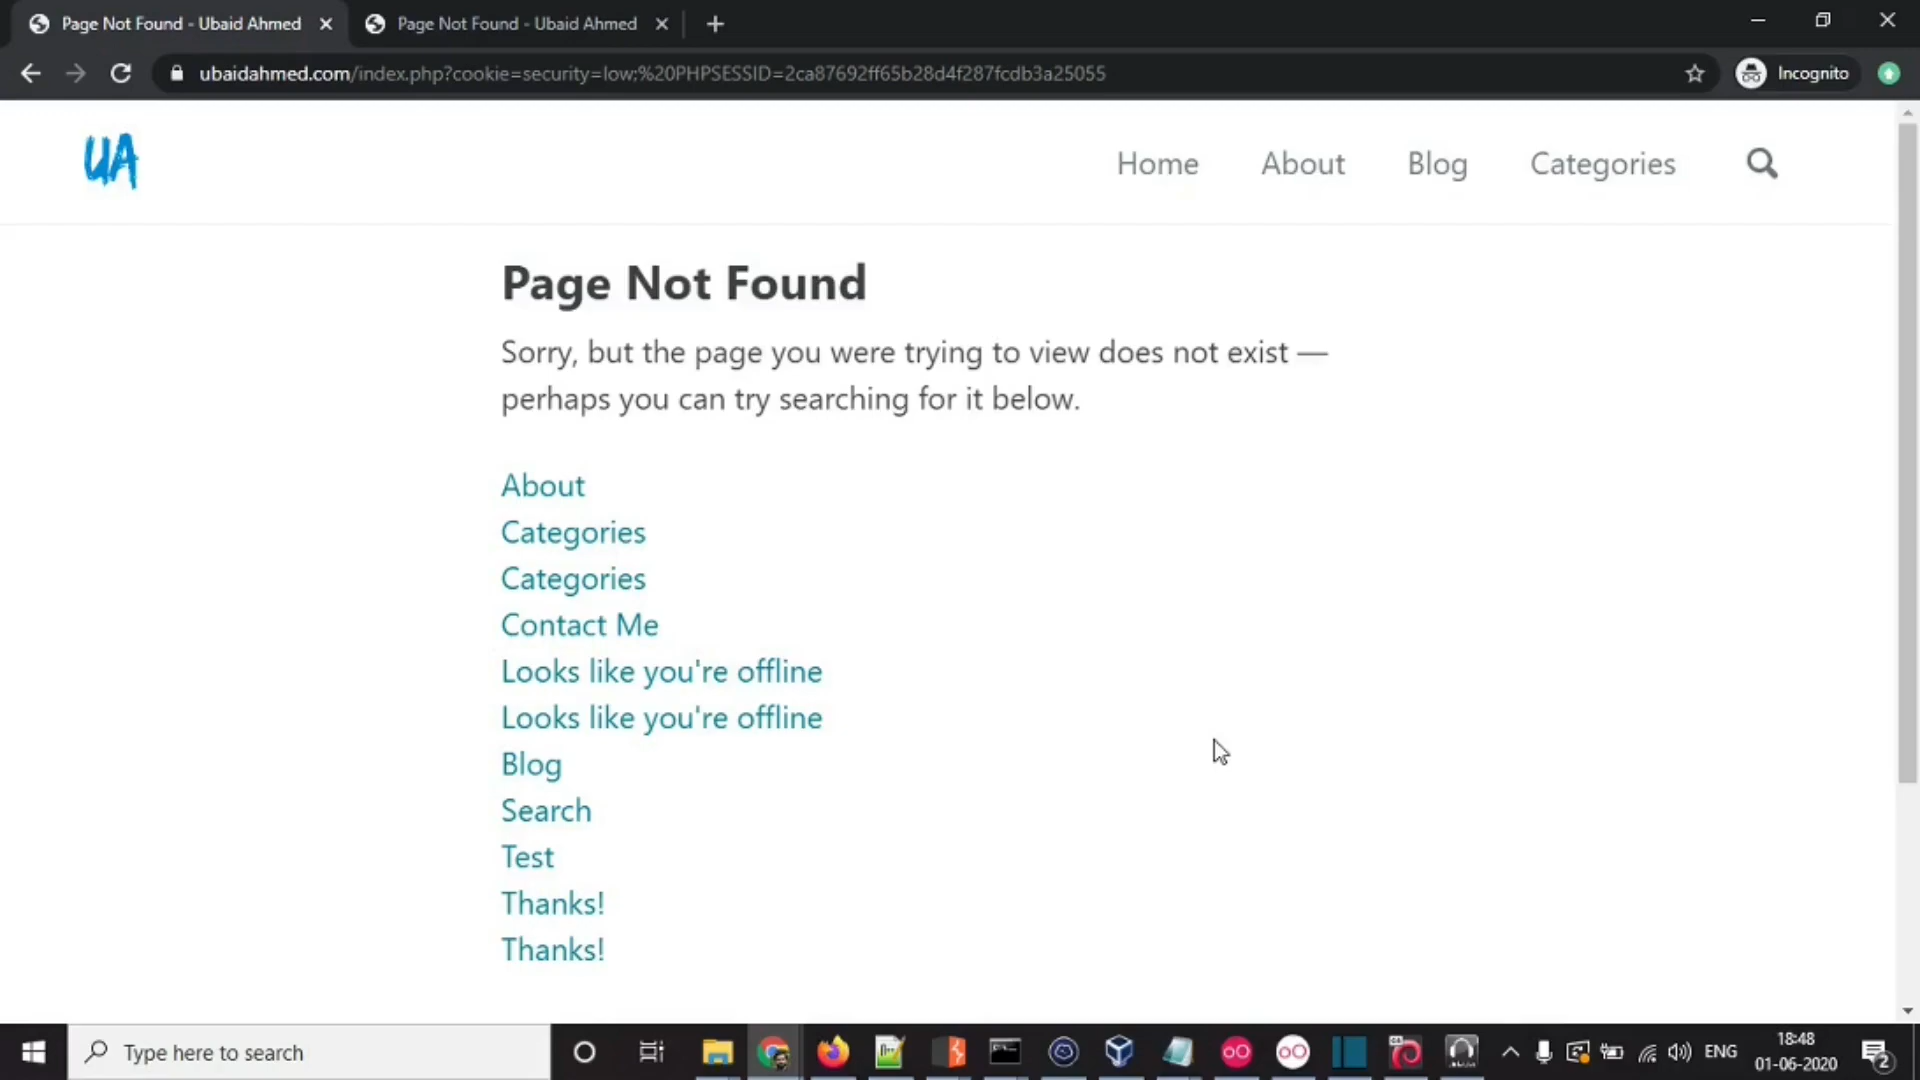 Page Not Found - Ubaid Ahmed
Page Not Found - Ubaid Ahmed
ubaidahmed.com/index.php?cookie=security=low;%20PHPSESSID=2ca87692ff65b28d4f287fcdb3a25055
Incognito
UA
Home
About
Blog
Categories
Page Not Found
Sorry, but the page you were trying to view does not exist —
perhaps you can try searching for it below.
About
Categories
Categories
Contact Me
Looks like you're offline
Looks like you're offline
Blog
Search
Test
Thanks!
Thanks!
Type here to search
ENG
18:48
01-06-2020
2